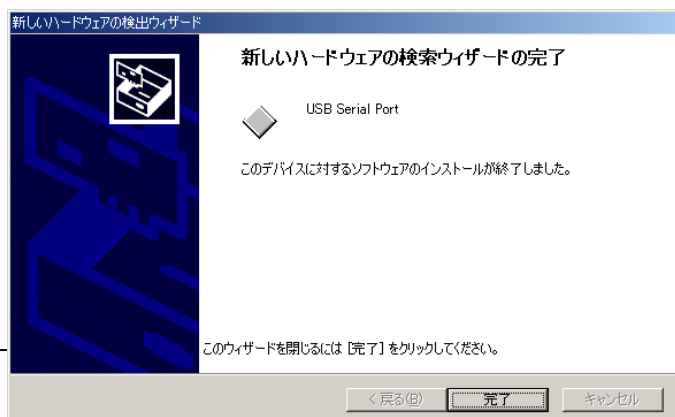 新しいハードウェアの検出ウィザード
新しいハードウェアの検索ウィザードの完了
USB Serial Port
このデバイスに対するソフトウェアのインストールが終了しました。
このウィザードを閉じるには [完了] をクリックしてください。
< 戻る(B) 完了 キャンセル